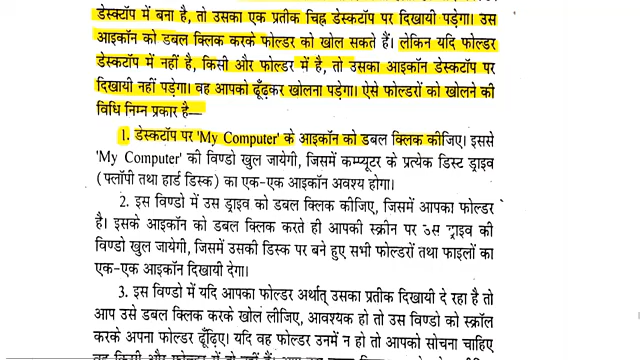 डेस्कटॉप में बना है, तो उसका एक प्रतीक चिह्न डेस्कटॉप पर दिखायी पड़ेगा। उस
आइकॉन को डबल क्लिक करके फोल्डर को खोल सकते हैं। लेकिन यदि फोल्डर
डेस्कटॉप में नहीं है, किसी और फोल्डर में है, तो उसका आइकॉन डेस्कटॉप पर
दिखायी नहीं पड़ेगा। वह आपको ढूँढ़कर खोलना पड़ेगा। ऐसे फोल्डरों को खोलने की
विधि निम्न प्रकार है—
1. डेस्कटॉप पर 'My Computer' के आइकॉन को डबल क्लिक कीजिए। इससे
'My Computer' की विण्डो खुल जायेगी, जिसमें कम्प्यूटर के प्रत्येक डिस्ट ड्राइव
(फ्लॉपी तथा हार्ड डिस्क) का एक-एक आइकॉन अवश्य होगा।
2. इस विण्डो में उस ड्राइव को डबल क्लिक कीजिए, जिसमें आपका फोल्डर
है। इसके आइकॉन को डबल क्लिक करते ही आपकी स्क्रीन पर उस ड्राइव की
विण्डो खुल जायेगी, जिसमें उसकी डिस्क पर बने हुए सभी फोल्डरों तथा फाइलों का
एक-एक आइकॉन दिखायी देगा।
3. इस विण्डो में यदि आपका फोल्डर अर्थात् उसका प्रतीक दिखायी दे रहा है तो
आप उसे डबल क्लिक करके खोल लीजिए, आवश्यक हो तो उस विण्डो को स्क्रॉल
करके अपना फोल्डर ढूँढ़िए। यदि वह फोल्डर उनमें न हो तो आपको सोचना चाहिए
वह किसी और फोल्डर में